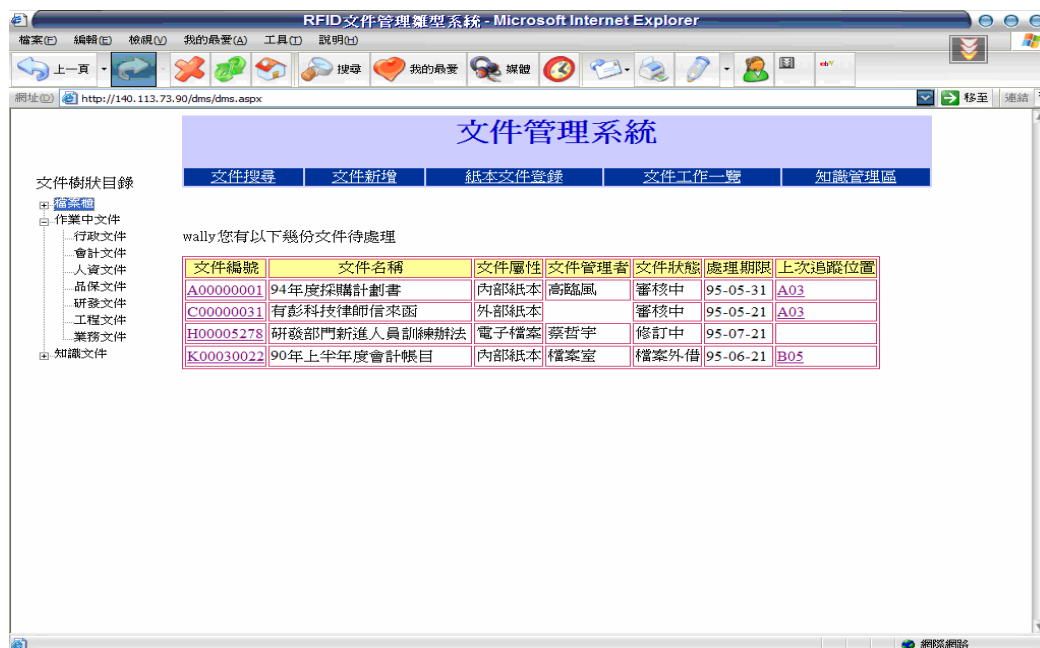 RFID文件管理雛型系統 - Microsoft Internet Explorer
檔案(F) 編輯(E) 檢視(V) 我的最愛(A) 工具(T) 說明(H)
上一頁 搜尋 我的最愛 媒體
網址(D) http://140.113.73.90/dms/dms.aspx 移至 連結
文件管理系統
文件搜尋 文件新增 紙本文件登錄 文件工作一覽 知識管理區
文件樹狀目錄
檔案櫃
作業中文件
行政文件
會計文件
人資文件
品保文件
研發文件
工程文件
業務文件
知識文件
wally您有以下幾份文件待處理
文件編號 文件名稱 文件屬性 文件管理者 文件狀態 處理期限 上次追蹤位置
A00000001 94年度採購計劃書 內部紙本 高臨風 審核中 95-05-31 A03
C00000031 有彭科技律師信來函 外部紙本 審核中 95-05-21 A03
H00005278 研發部門新進人員訓練辦法 電子檔案 蔡哲宇 修訂中 95-07-21
K00030022 90年上半年度會計帳目 內部紙本 檔案室 檔案外借 95-06-21 B05
網際網路